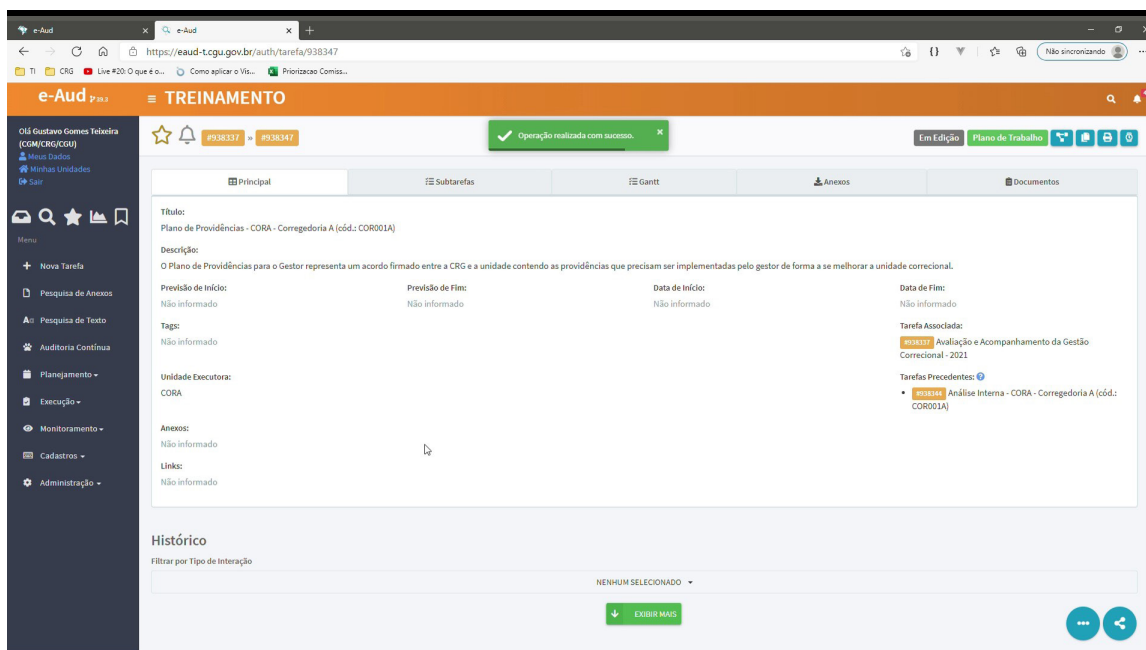 e-Aud
e-Aud
https://eaud-t.cgu.gov.br/auth/tarefa/938347
Não sincronizando
TI
CRG
Live #20: O que é o...
Como aplicar o Vis...
Priorizacao Comiss...
e-Aud
TREINAMENTO
Olá Gustavo Gomes Teixeira
(CGM/CRG/CGU)
Meus Dados
Minhas Unidades
Sair
Menu
Nova Tarefa
Pesquisa de Anexos
Pesquisa de Texto
Auditoria Contínua
Planejamento
Execução
Monitoramento
Cadastros
Administração
#938337 » #938347
Operação realizada com sucesso.
Em Edição
Plano de Trabalho
Principal
Subtarefas
Gantt
Anexos
Documentos
Título:
Plano de Providências - CORA - Corregedoria A (cód.: COR001A)
Descrição:
O Plano de Providências para o Gestor representa um acordo firmado entre a CRG e a unidade contendo as providências que precisam ser implementadas pelo gestor de forma a se melhorar a unidade correcional.
Previsão de Início:
Não informado
Previsão de Fim:
Não informado
Data de Início:
Não informado
Data de Fim:
Não informado
Tags:
Não informado
Tarefa Associada:
#938337 Avaliação e Acompanhamento da Gestão
Correcional - 2021
Unidade Executora:
CORA
Tarefas Precedentes:
#938344 Análise Interna - CORA - Corregedoria A (cód.:
COR001A)
Anexos:
Não informado
Links:
Não informado
Histórico
Filtrar por Tipo de Interação
NENHUM SELECIONADO
EXIBIR MAIS